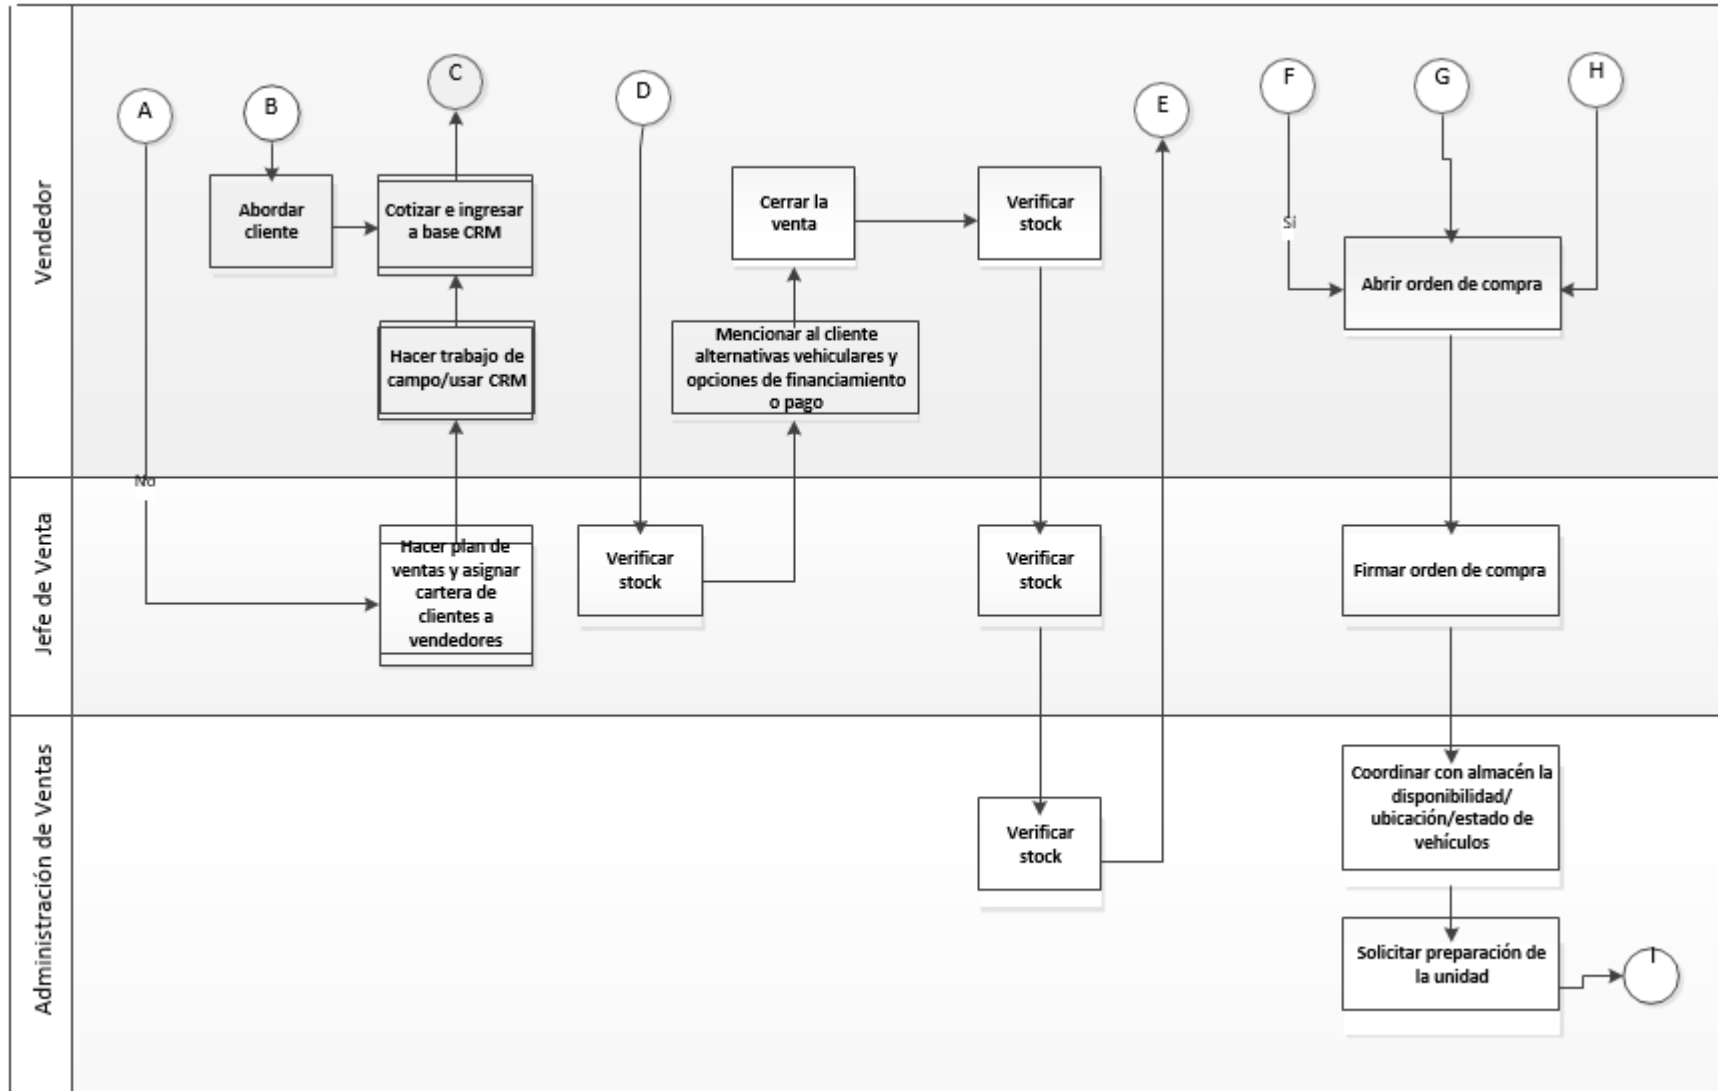 Vendedor
A
B
C
D
E
F
G
H
Abordar
cliente
Cotizar e ingresar
a base CRM
Cerrar la
venta
Verificar
stock
Si
Abrir orden de compra
Hacer trabajo de
campo/usar CRM
Mencionar al cliente
alternativas vehiculares y
opciones de financiamiento
o pago
No
Jefe de Venta
Hacer plan de
ventas y asignar
cartera de
clientes a
vendedores
Verificar
stock
Verificar
stock
Firmar orden de compra
Administración de Ventas
Verificar
stock
Coordinar con almacén la
disponibilidad/
ubicación/estado de
vehículos
Solicitar preparación de
la unidad
I